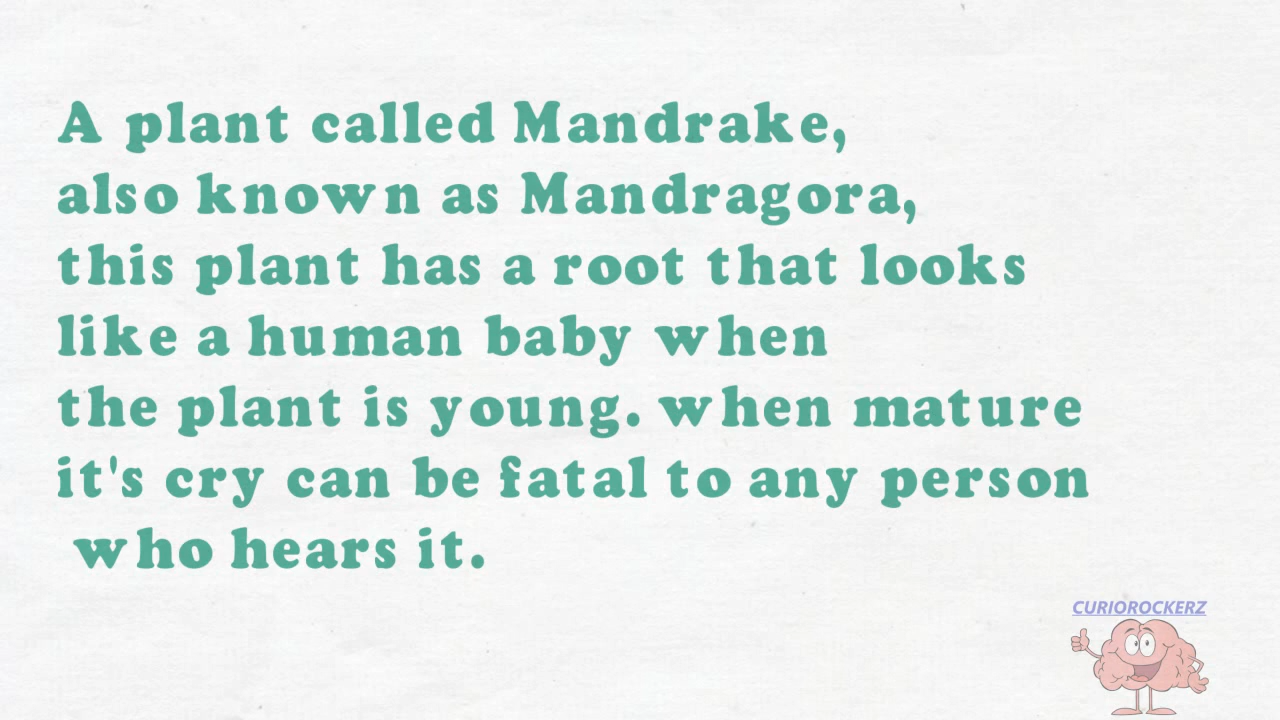 A plant called Mandrake,
also known as Mandragora,
this plant has a root that looks
like a human baby when
the plant is young. when mature
it's cry can be fatal to any person
who hears it.
CURIOROCKERZ